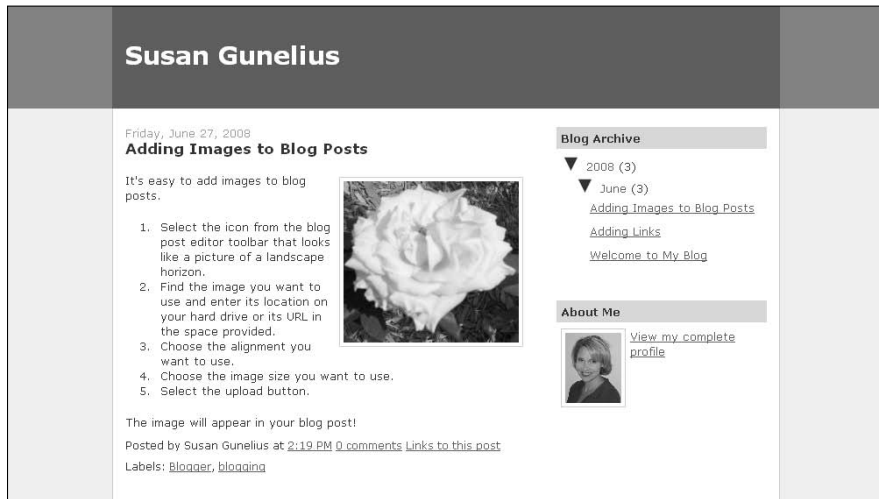 Susan Gunelius
Friday, June 27, 2008
Adding Images to Blog Posts
It's easy to add images to blog
posts.
1. Select the icon from the blog
post editor toolbar that looks
like a picture of a landscape
horizon.
2. Find the image you want to
use and enter its location on
your hard drive or its URL in
the space provided.
3. Choose the alignment you
want to use.
4. Choose the image size you want to use.
5. Select the upload button.
The image will appear in your blog post!
Posted by Susan Gunelius at 2:19 PM 0 comments Links to this post
Labels: Blogger, blogging
Blog Archive
2008 (3)
June (3)
Adding Images to Blog Posts
Adding Links
Welcome to My Blog
About Me
View my complete
profile